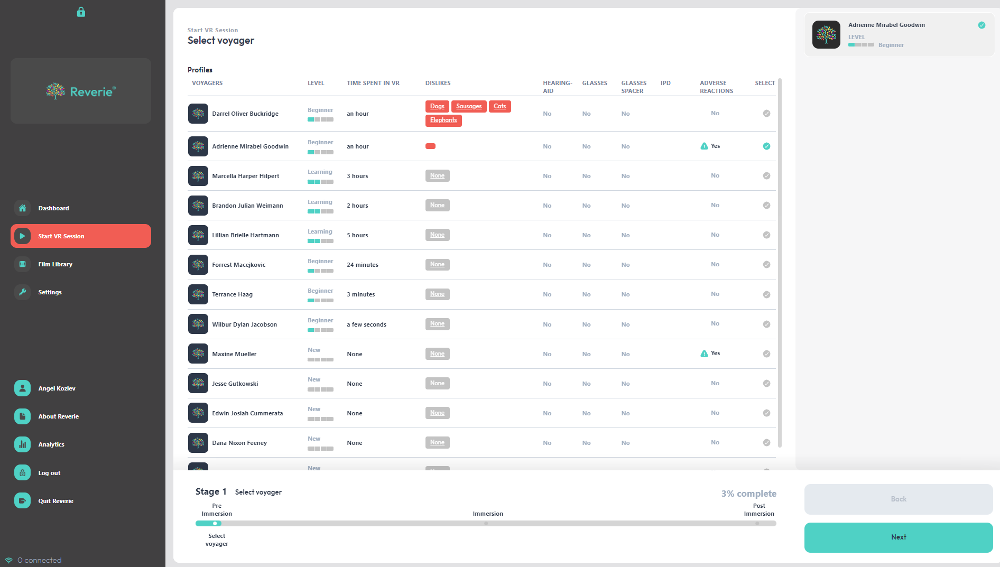 Reverie®
Dashboard
Start VR Session
Film Library
Settings
Angel Kozlev
About Reverie
Analytics
Log out
Quit Reverie
0 connected
Start VR Session
Select voyager
Profiles
VOYAGERS LEVEL TIME SPENT IN VR DISLIKES HEARING-AID GLASSES GLASSES SPACER IPD ADVERSE REACTIONS SELECT
Darrel Oliver Buckridge Beginner an hour Dogs Sausages Cats Elephants No No No No
Adrienne Mirabel Goodwin Beginner an hour No No No Yes
Marcella Harper Hilpert Learning 3 hours None No No No No
Brandon Julian Weimann Learning 2 hours None No No No No
Lillian Brielle Hartmann Learning 5 hours None No No No No
Forrest Macejkovic Beginner 24 minutes None No No No No
Terrance Haag Beginner 3 minutes None No No No No
Wilbur Dylan Jacobson Beginner a few seconds None No No No No
Maxine Mueller New None None No No No Yes
Jesse Gutkowski New None None No No No No
Edwin Josiah Cummerata New None None No No No No
Dana Nixon Feeney New None None No No No No
New
Adrienne Mirabel Goodwin
LEVEL
Beginner
Stage 1 Select voyager
3% complete
Pre Immersion
Immersion
Post Immersion
Select voyager
Back
Next